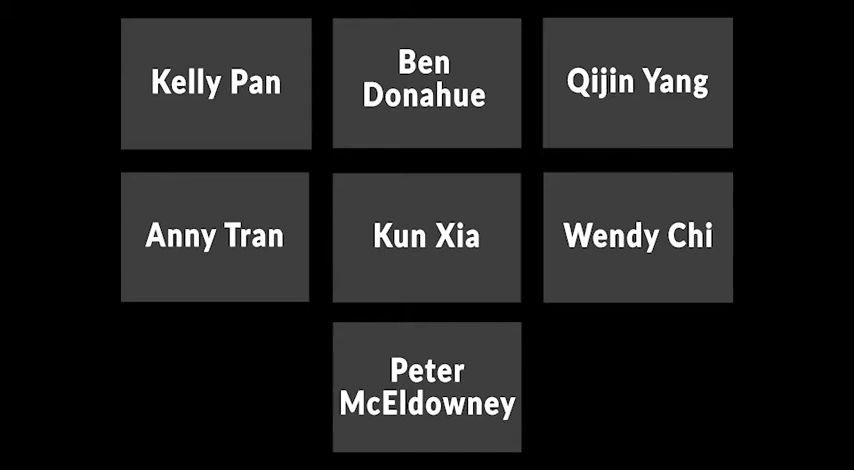 Kelly Pan
Ben
Donahue
Qijin Yang
Anny Tran
Kun Xia
Wendy Chi
Peter
McEldowney